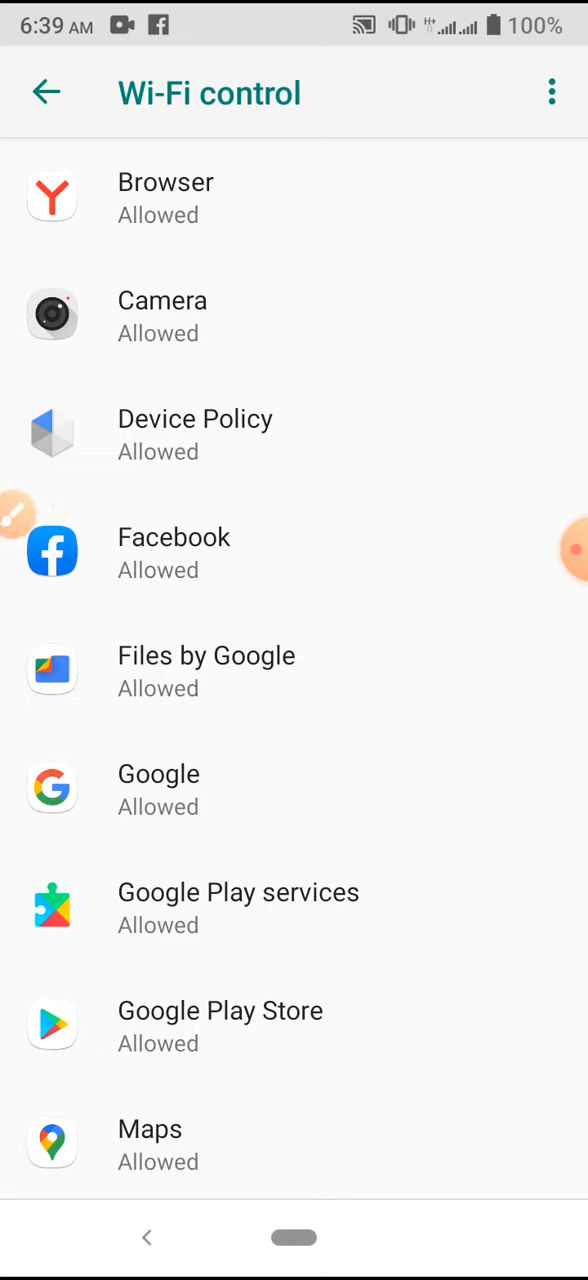 6:39 AM
H+
100%
Wi-Fi control
Browser
Allowed
Camera
Allowed
Device Policy
Allowed
Facebook
Allowed
Files by Google
Allowed
Google
Allowed
Google Play services
Allowed
Google Play Store
Allowed
Maps
Allowed